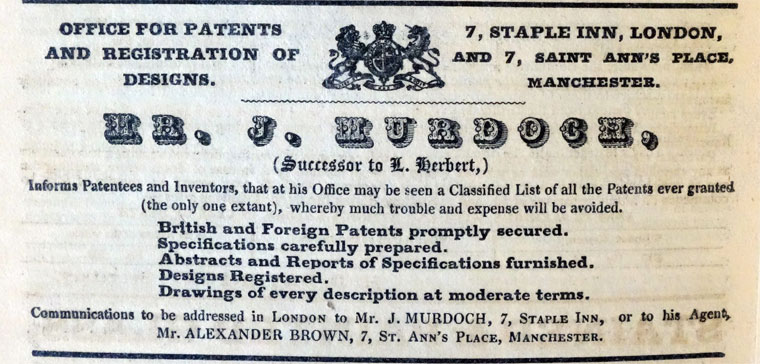 OFFICE FOR PATENTS
AND REGISTRATION OF
DESIGNS.
7, STAPLE INN, LONDON,
AND 7, SAINT ANN'S PLACE,
MANCHESTER.
MR. J. MURDOCH,
(Successor to L. Herbert,)
Informs Patentees and Inventors, that at his Office may be seen a Classified List of all the Patents ever granted
(the only one extant), whereby much trouble and expense will be avoided.
British and Foreign Patents promptly secured.
Specifications carefully prepared.
Abstracts and Reports of Specifications furnished.
Designs Registered.
Drawings of every description at moderate terms.
Communications to be addressed in LONDON to Mr. J. MURDOCH, 7, STAPLE INN, or to his Agent,
Mr. ALEXANDER BROWN, 7, ST. ANN'S PLACE, MANCHESTER.